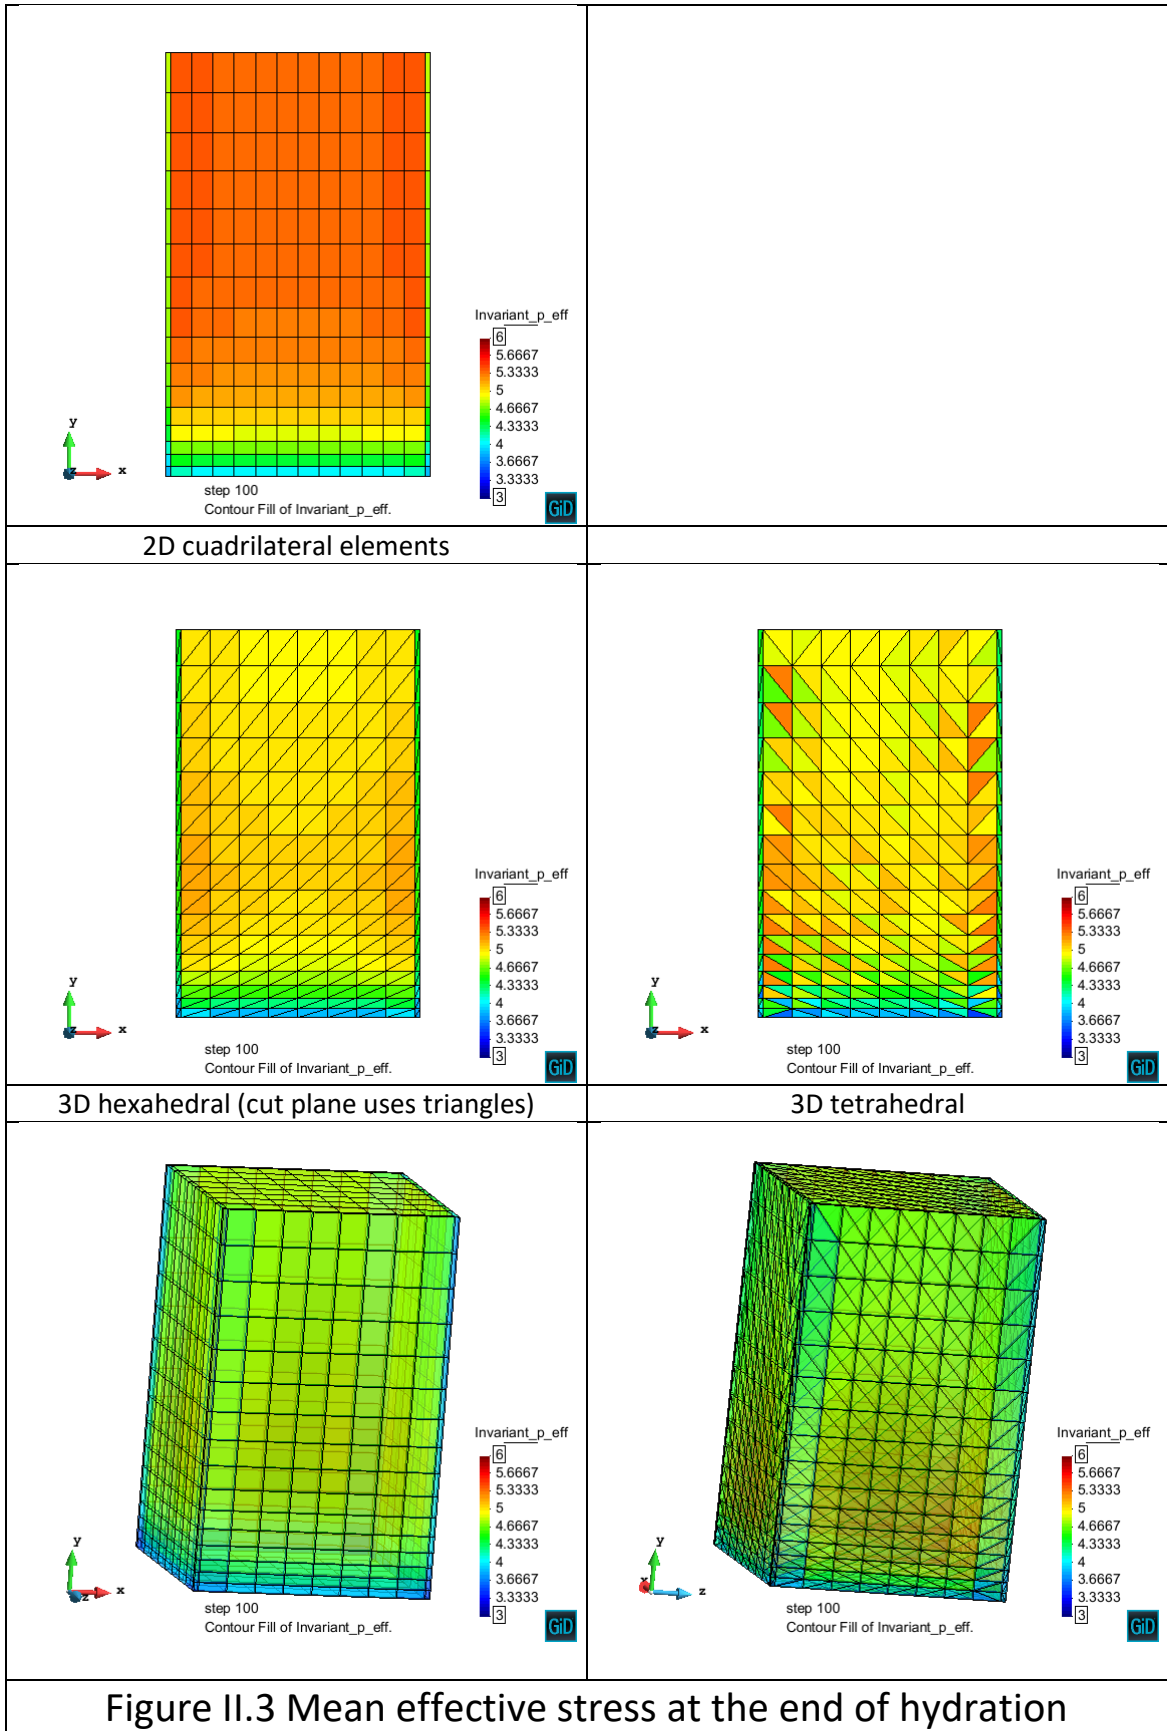 Invariant_p_eff
6
5.6667
5.3333
5
4.6667
4.3333
4
3.6667
3.3333
3
y
z
x
step 100
Contour Fill of Invariant_p_eff.
GiD
2D cuadrilateral elements
Invariant_p_eff
6
5.6667
5.3333
5
4.6667
4.3333
4
3.6667
3.3333
3
y
z
x
step 100
Contour Fill of Invariant_p_eff.
GiD
Invariant_p_eff
6
5.6667
5.3333
5
4.6667
4.3333
4
3.6667
3.3333
3
y
z
x
step 100
Contour Fill of Invariant_p_eff.
GiD
3D hexahedral (cut plane uses triangles)
3D tetrahedral
Invariant_p_eff
6
5.6667
5.3333
5
4.6667
4.3333
4
3.6667
3.3333
3
y
z
x
step 100
Contour Fill of Invariant_p_eff.
GiD
Invariant_p_eff
6
5.6667
5.3333
5
4.6667
4.3333
4
3.6667
3.3333
3
y
x
z
step 100
Contour Fill of Invariant_p_eff.
GiD
Figure II.3 Mean effective stress at the end of hydration